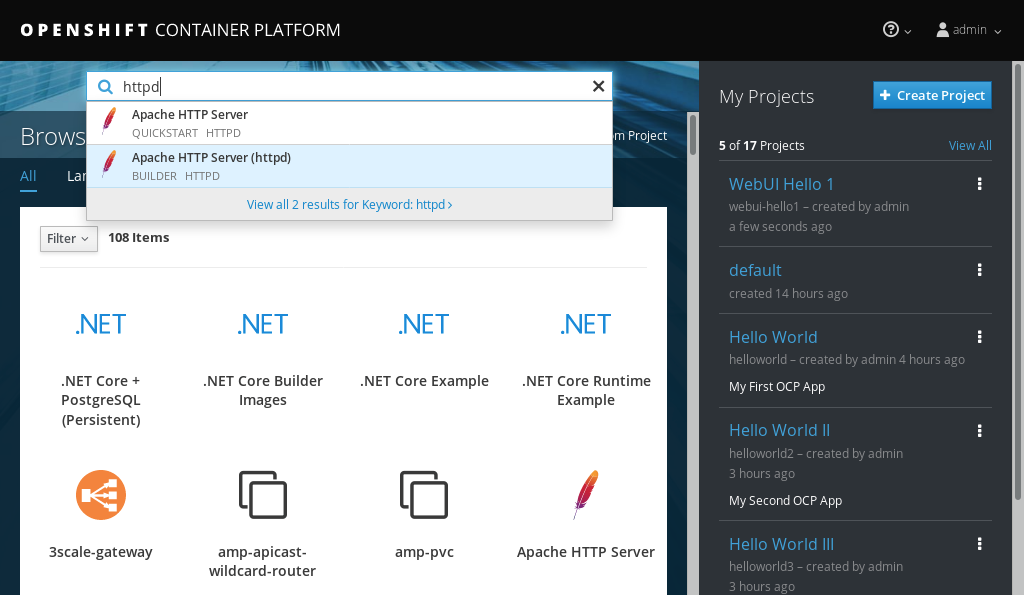 OPENSHIFT CONTAINER PLATFORM
admin
httpd
Apache HTTP Server
QUICKSTART HTTPD
Apache HTTP Server (httpd)
BUILDER HTTPD
View all 2 results for Keyword: httpd
Brows
Project
All
Filter
108 Items
.NET
.NET
.NET
.NET
.NET Core +
PostgreSQL
(Persistent)
.NET Core Builder
Images
.NET Core Example
.NET Core Runtime
Example
3scale-gateway
amp-apicast-
wildcard-router
amp-pvc
Apache HTTP Server
My Projects
Create Project
5 of 17 Projects
View All
WebUI Hello 1
webui-hello1 – created by admin
a few seconds ago
default
created 14 hours ago
Hello World
helloworld – created by admin 4 hours ago
My First OCP App
Hello World II
helloworld2 – created by admin
3 hours ago
My Second OCP App
Hello World III
helloworld3 – created by admin
3 hours ago